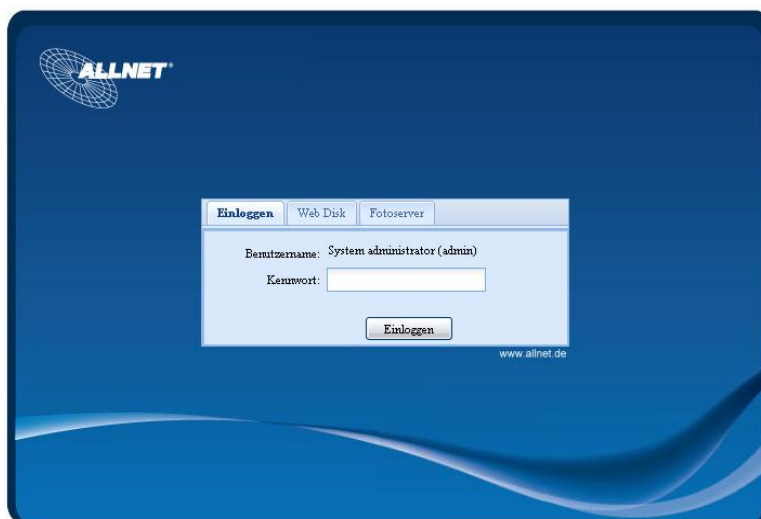 ALLNET®
Einloggen Web Disk Fotoserver
Benutzername: System administrator (admin)
Kennwort:
Einloggen
www.allnet.de